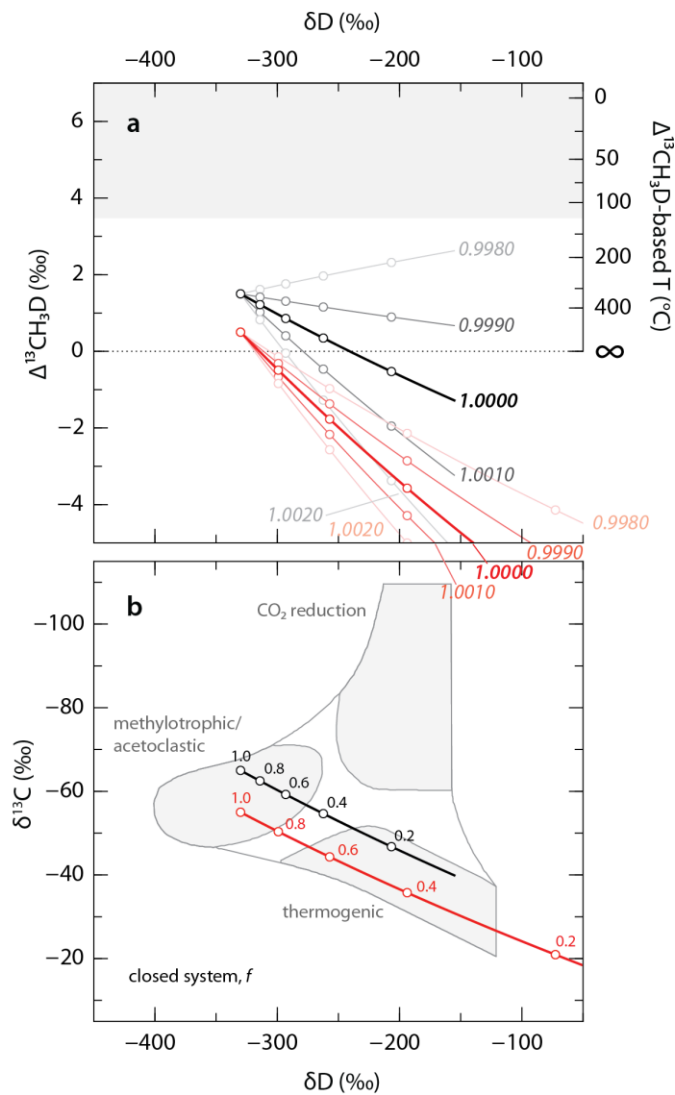 δD (‰)
−400 −300 −200 −100
a
6
4
2
0
−2
−4
Δ¹³CH₃D (‰)
0
50
100
200
400
∞
Δ¹³CH₃D-based T (°C)
0.9980
0.9990
1.0000
1.0010
1.0020
1.0020
0.9980
0.9990
1.0000
1.0010
b
CO₂ reduction
−100
−80
−60
−40
−20
δ¹³C (‰)
methylotrophic/
acetoclastic
1.0
0.8
0.6
0.4
0.2
1.0
0.8
0.6
0.4
0.2
thermogenic
closed system, f
−400 −300 −200 −100
δD (‰)